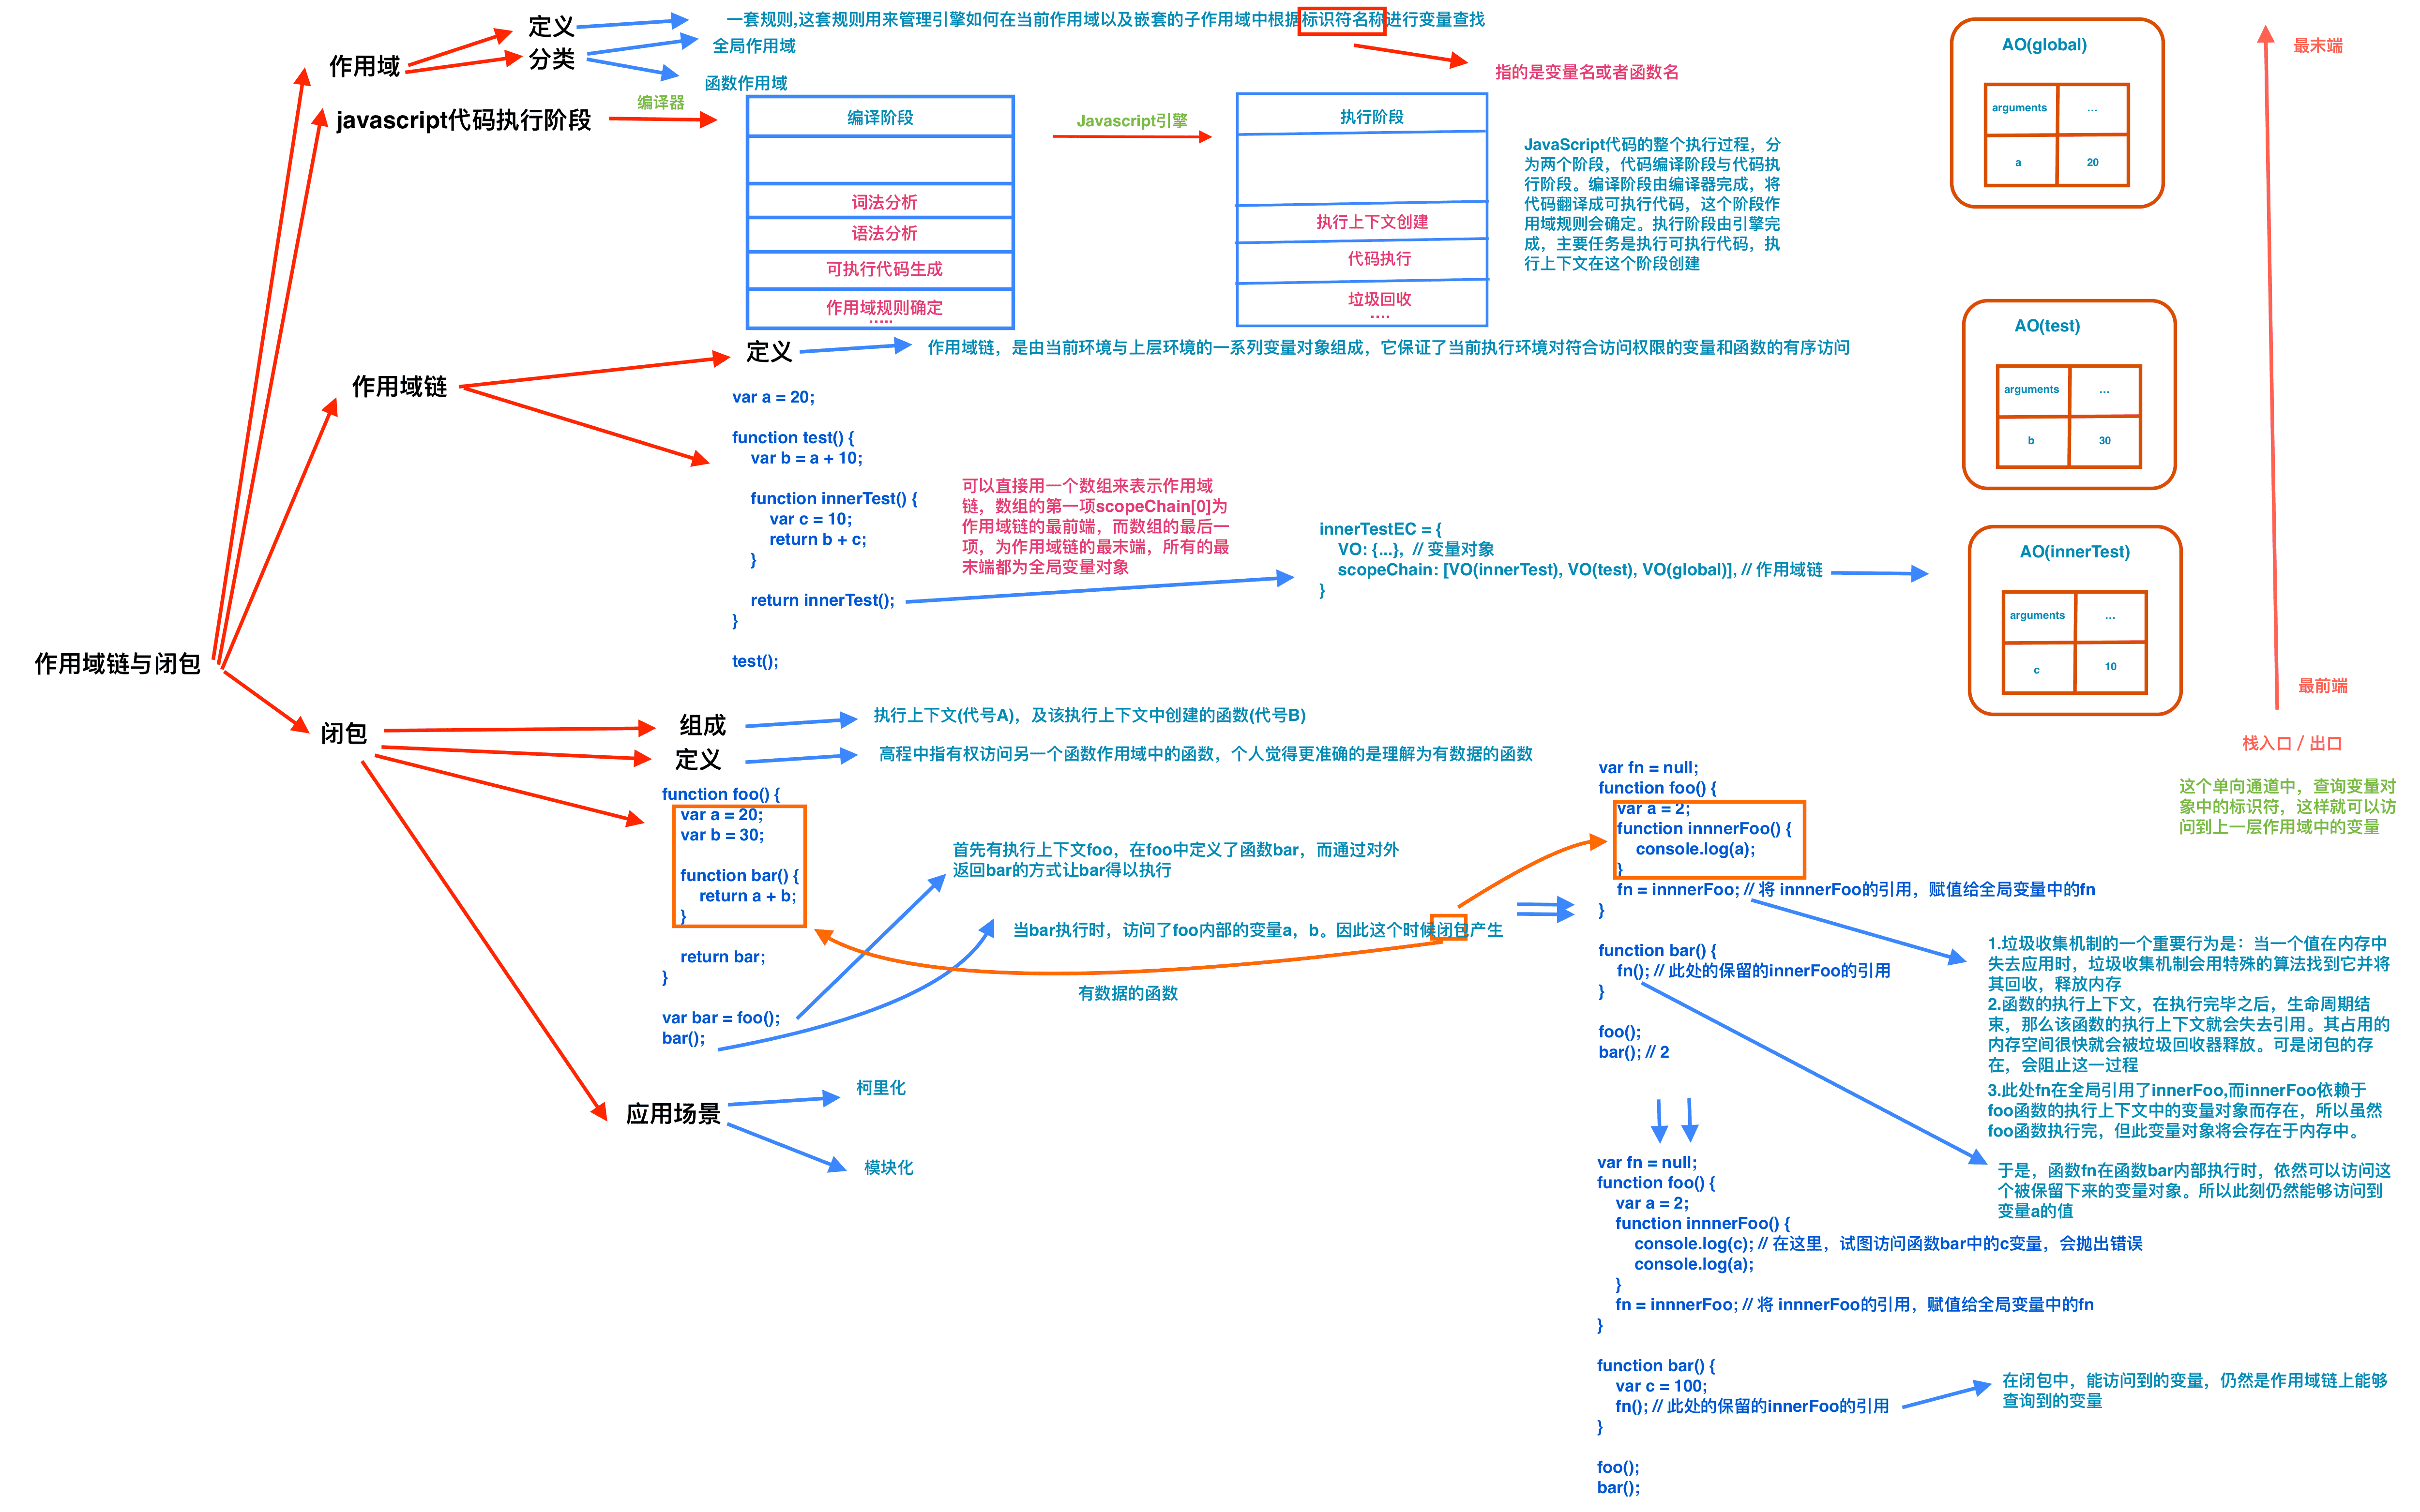 作用域链与闭包
作用域
定义
一套规则,这套规则用来管理引擎如何在当前作用域以及嵌套的子作用域中根据标识符名称进行变量查找
指的是变量名或者函数名
分类
全局作用域
函数作用域
javascript代码执行阶段
编译器
编译阶段
词法分析
语法分析
可执行代码生成
作用域规则确定
.....
Javascript引擎
执行阶段
执行上下文创建
代码执行
垃圾回收
....
JavaScript代码的整个执行过程，分
为两个阶段，代码编译阶段与代码执
行阶段。编译阶段由编译器完成，将
代码翻译成可执行代码，这个阶段作
用域规则会确定。执行阶段由引擎完
成，主要任务是执行可执行代码，执
行上下文在这个阶段创建
作用域链
定义
作用域链，是由当前环境与上层环境的一系列变量对象组成，它保证了当前执行环境对符合访问权限的变量和函数的有序访问
var a = 20;
function test() {
var b = a + 10;
function innerTest() {
var c = 10;
return b + c;
}
return innerTest();
}
test();
可以直接用一个数组来表示作用域
链，数组的第一项scopeChain[0]为
作用域链的最前端，而数组的最后一
项，为作用域链的最末端，所有的最
末端都为全局变量对象
innerTestEC = {
VO: {...}, // 变量对象
scopeChain: [VO(innerTest), VO(test), VO(global)], // 作用域链
}
AO(global)
arguments ...
a 20
AO(test)
arguments ...
b 30
AO(innerTest)
arguments ...
c 10
最末端
最前端
栈入口 / 出口
这个单向通道中，查询变量对
象中的标识符，这样就可以访
问到上一层作用域中的变量
闭包
组成
执行上下文(代号A)，及该执行上下文中创建的函数(代号B)
定义
高程中指有权访问另一个函数作用域中的函数，个人觉得更准确的是理解为有数据的函数
function foo() {
var a = 20;
var b = 30;
function bar() {
return a + b;
}
return bar;
}
var bar = foo();
bar();
首先有执行上下文foo，在foo中定义了函数bar，而通过对外
返回bar的方式让bar得以执行
当bar执行时，访问了foo内部的变量a，b。因此这个时候闭包产生
有数据的函数
var fn = null;
function foo() {
var a = 2;
function innnerFoo() {
console.log(a);
}
fn = innnerFoo; // 将 innnerFoo的引用，赋值给全局变量中的fn
}
function bar() {
fn(); // 此处的保留的innerFoo的引用
}
foo();
bar(); // 2
1.垃圾收集机制的一个重要行为是：当一个值在内存中
失去应用时，垃圾收集机制会用特殊的算法找到它并将
其回收，释放内存
2.函数的执行上下文，在执行完毕之后，生命周期结
束，那么该函数的执行上下文就会失去引用。其占用的
内存空间很快就会被垃圾回收器释放。可是闭包的存
在，会阻止这一过程
3.此处fn在全局引用了innerFoo,而innerFoo依赖于
foo函数的执行上下文中的变量对象而存在，所以虽然
foo函数执行完，但此变量对象将会存在于内存中。
于是，函数fn在函数bar内部执行时，依然可以访问这
个被保留下来的变量对象。所以此刻仍然能够访问到
变量a的值
var fn = null;
function foo() {
var a = 2;
function innnerFoo() {
console.log(c); // 在这里，试图访问函数bar中的c变量，会抛出错误
console.log(a);
}
fn = innnerFoo; // 将 innnerFoo的引用，赋值给全局变量中的fn
}
function bar() {
var c = 100;
fn(); // 此处的保留的innerFoo的引用
}
foo();
bar();
在闭包中，能访问到的变量，仍然是作用域链上能够
查询到的变量
应用场景
柯里化
模块化